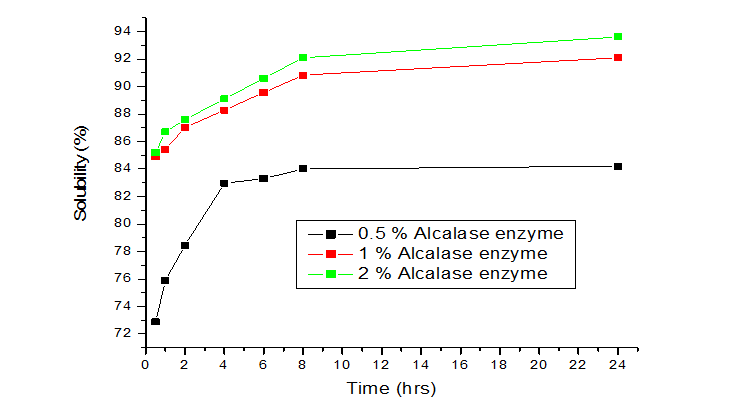 94
92
90
88
86
84
82
80
78
76
74
72
Solubility (%)
0 2 4 6 8 10 12 14 16 18 20 22 24
Time (hrs)
0.5 % Alcalase enzyme
1 % Alcalase enzyme
2 % Alcalase enzyme